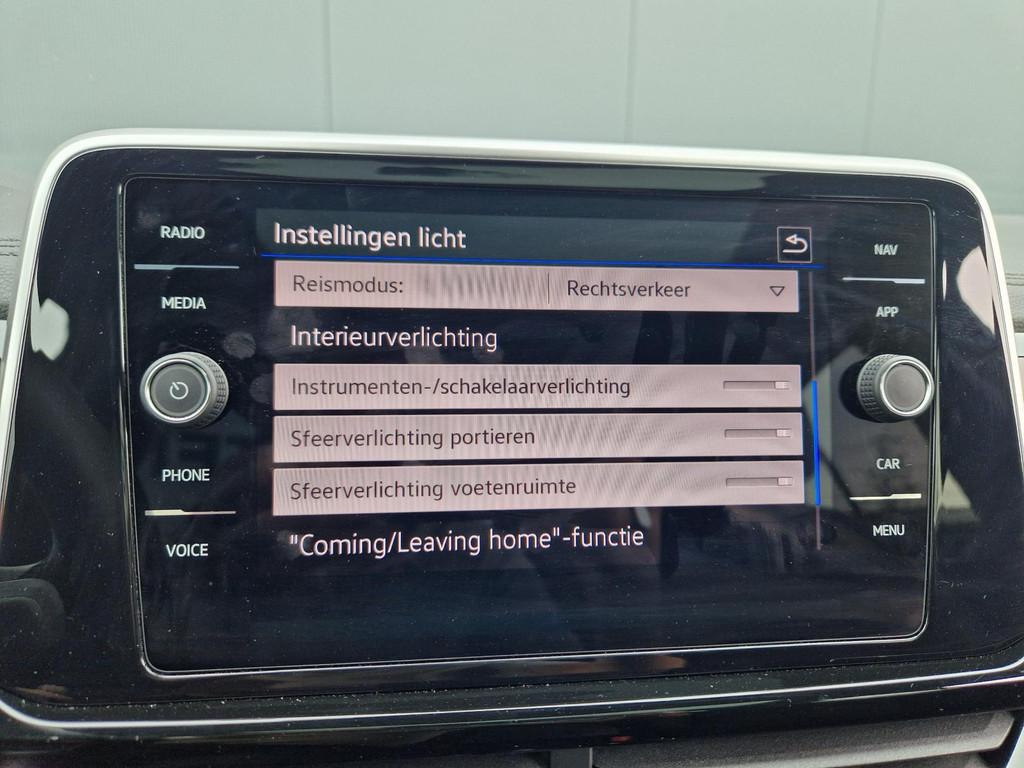 Instellingen licht
RADIO
MEDIA
PHONE
VOICE
Reismodus: Rechtsverkeer
Interieurverlichting
Instrumenten-/schakelaarverlichting
Sfeerverlichting portieren
Sfeerverlichting voetenruimte
"Coming/Leaving home"-functie
NAV
APP
CAR
MENU